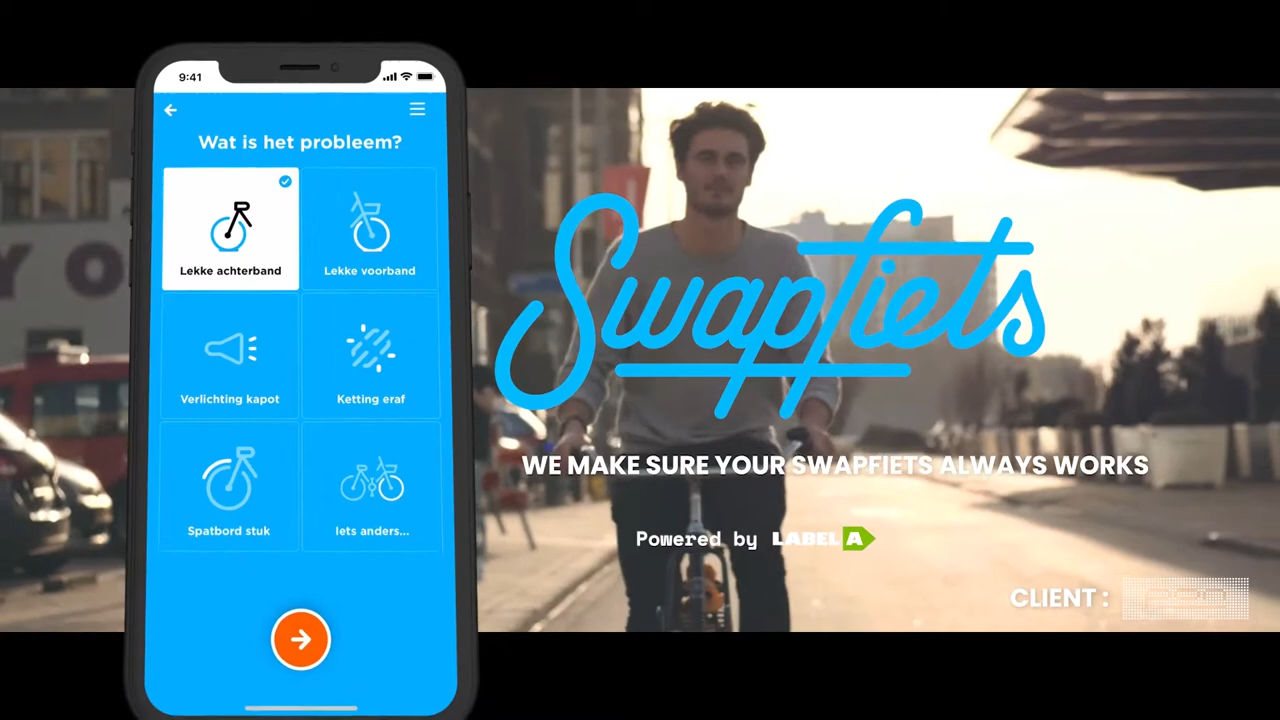 9:41
Wat is het probleem?
Lekke achterband
Lekke voorband
Verlichting kapot
Ketting eraf
Spatbord stuk
Iets anders...
Swapfiets
WE MAKE SURE YOUR SWAPFIETS ALWAYS WORKS
Powered by LABEL A
CLIENT :